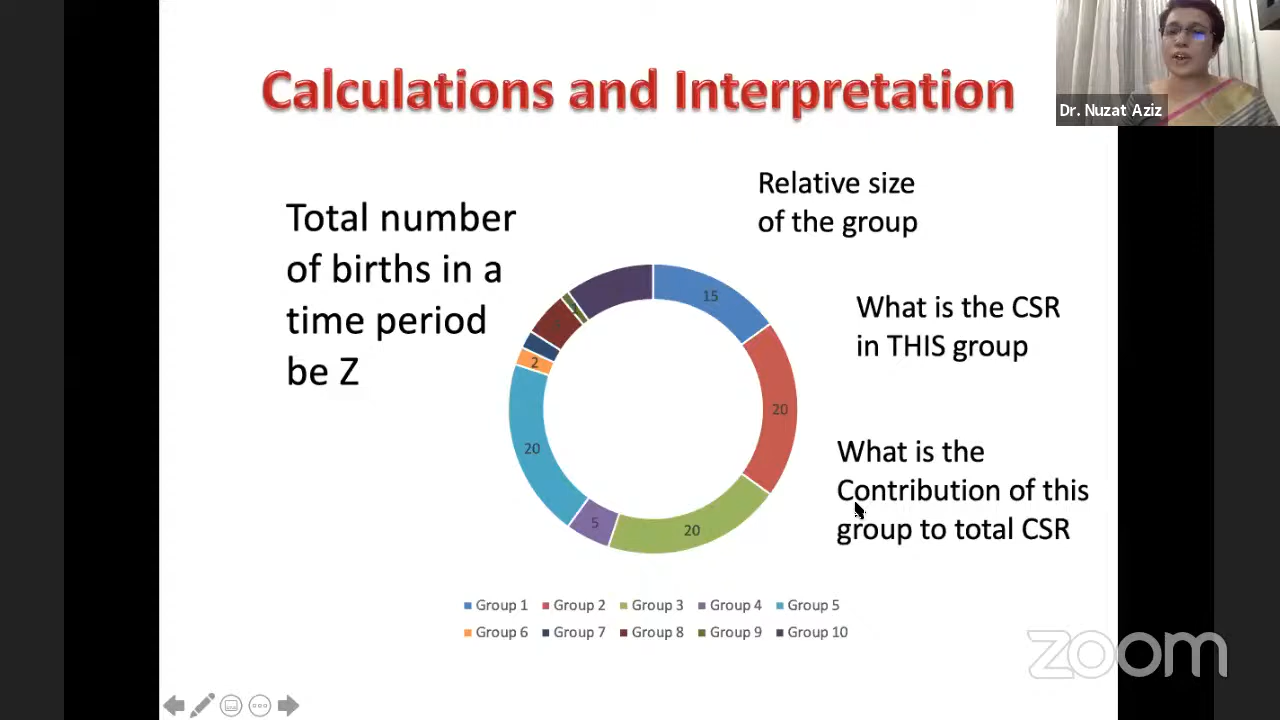 Calculations and Interpretation
Dr. Nuzat Aziz
Relative size
of the group
Total number
of births in a
time period
be Z
What is the CSR
in THIS group
What is the
Contribution of this
group to total CSR
15
20
20
5
20
2
Group 1 Group 2 Group 3 Group 4 Group 5
Group 6 Group 7 Group 8 Group 9 Group 10
zoom